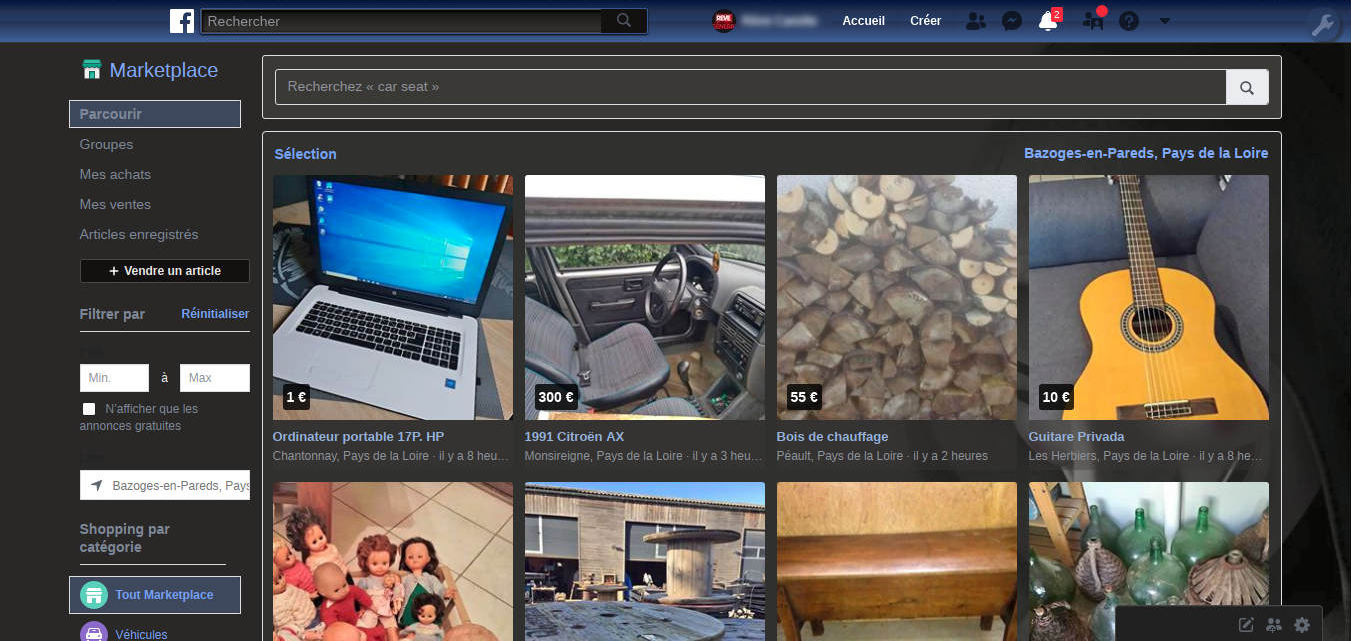 Rechercher
Accueil
Créer
2
Marketplace
Recherchez « car seat »
Parcourir
Groupes
Mes achats
Mes ventes
Articles enregistrés
+ Vendre un article
Filtrer par
Réinitialiser
Min.
à
Max
N'afficher que les
annonces gratuites
Bazoges-en-Pareds, Pays
Shopping par
catégorie
Tout Marketplace
Véhicules
Sélection
Bazoges-en-Pareds, Pays de la Loire
1 €
300 €
55 €
10 €
Ordinateur portable 17P. HP
Chantonnay, Pays de la Loire · il y a 8 heu…
1991 Citroën AX
Monsireigne, Pays de la Loire · il y a 3 heu…
Bois de chauffage
Péault, Pays de la Loire · il y a 2 heures
Guitare Privada
Les Herbiers, Pays de la Loire · il y a 8 he…